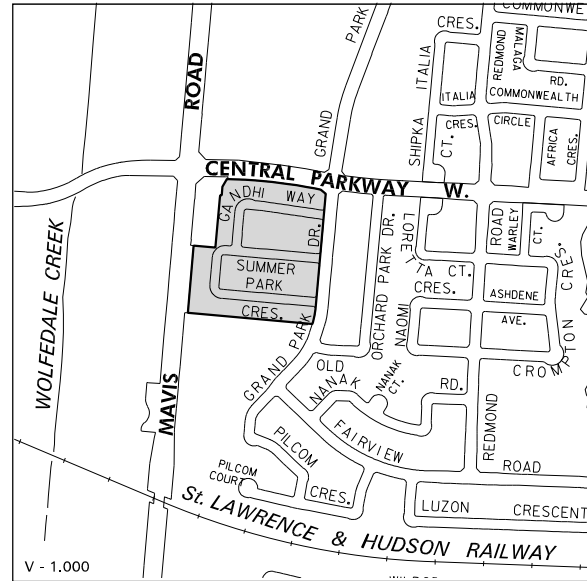 COMMONWE
CRES.
PARK
ITALIA
REDMOND
MALAGA
RD.
ROAD
ITALIA
COMMONWEALTH
GRAND
SHIPKA
CRES.
CT.
CIRCLE
AFRICA
CRES.
CENTRAL PARKWAY W.
GANDHI WAY
DR.
ORCHARD PARK DR.
LORETTA CT.
ROAD
WARLEY
CT.
SUMMER
PARK
CRES.
WOLFEDALE CREEK
CRES.
NAOMI
ASHDENE
AVE.
CROMPTON CRES.
GRAND PARK
OLD
NANAK
NANAK
CT.
RD.
MAVIS
FAIRVIEW
REDMOND
ROAD
PILCOM
CRES.
PILCOM
COURT
LUZON CRESCENT
St. LAWRENCE & HUDSON RAILWAY
V - 1.000